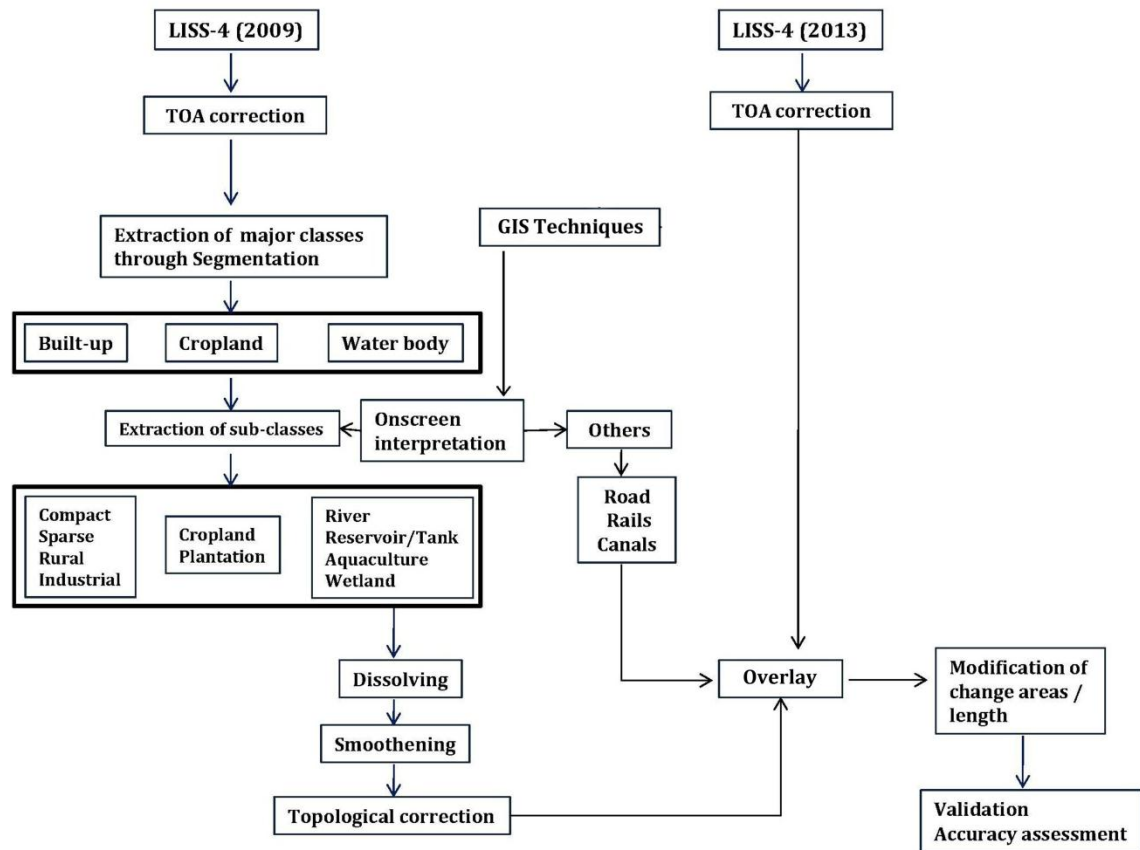 LISS-4 (2009)
LISS-4 (2013)
TOA correction
TOA correction
GIS Techniques
Extraction of major classes
through Segmentation
Built-up
Cropland
Water body
Extraction of sub-classes
Onscreen
interpretation
Others
Road
Rails
Canals
Compact
Sparse
Rural
Industrial
Cropland
Plantation
River
Reservoir/Tank
Aquaculture
Wetland
Dissolving
Smoothening
Topological correction
Overlay
Modification of
change areas /
length
Validation
Accuracy assessment